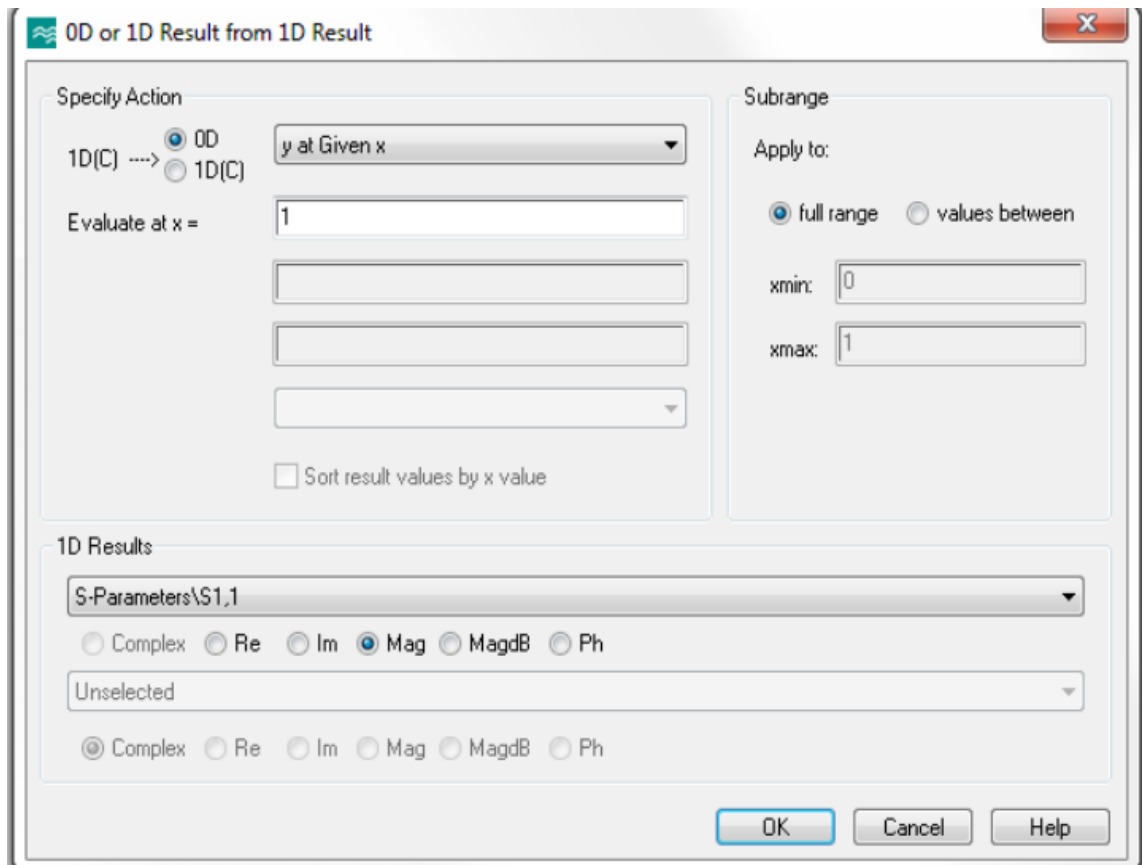 0D or 1D Result from 1D Result
Specify Action
1D(C) ---->
0D
1D(C)
y at Given x
Evaluate at x =
1
Sort result values by x value
Subrange
Apply to:
full range
values between
xmin:
0
xmax:
1
1D Results
S-Parameters\S1,1
Complex Re Im Mag MagdB Ph
Unselected
Complex Re Im Mag MagdB Ph
OK Cancel Help